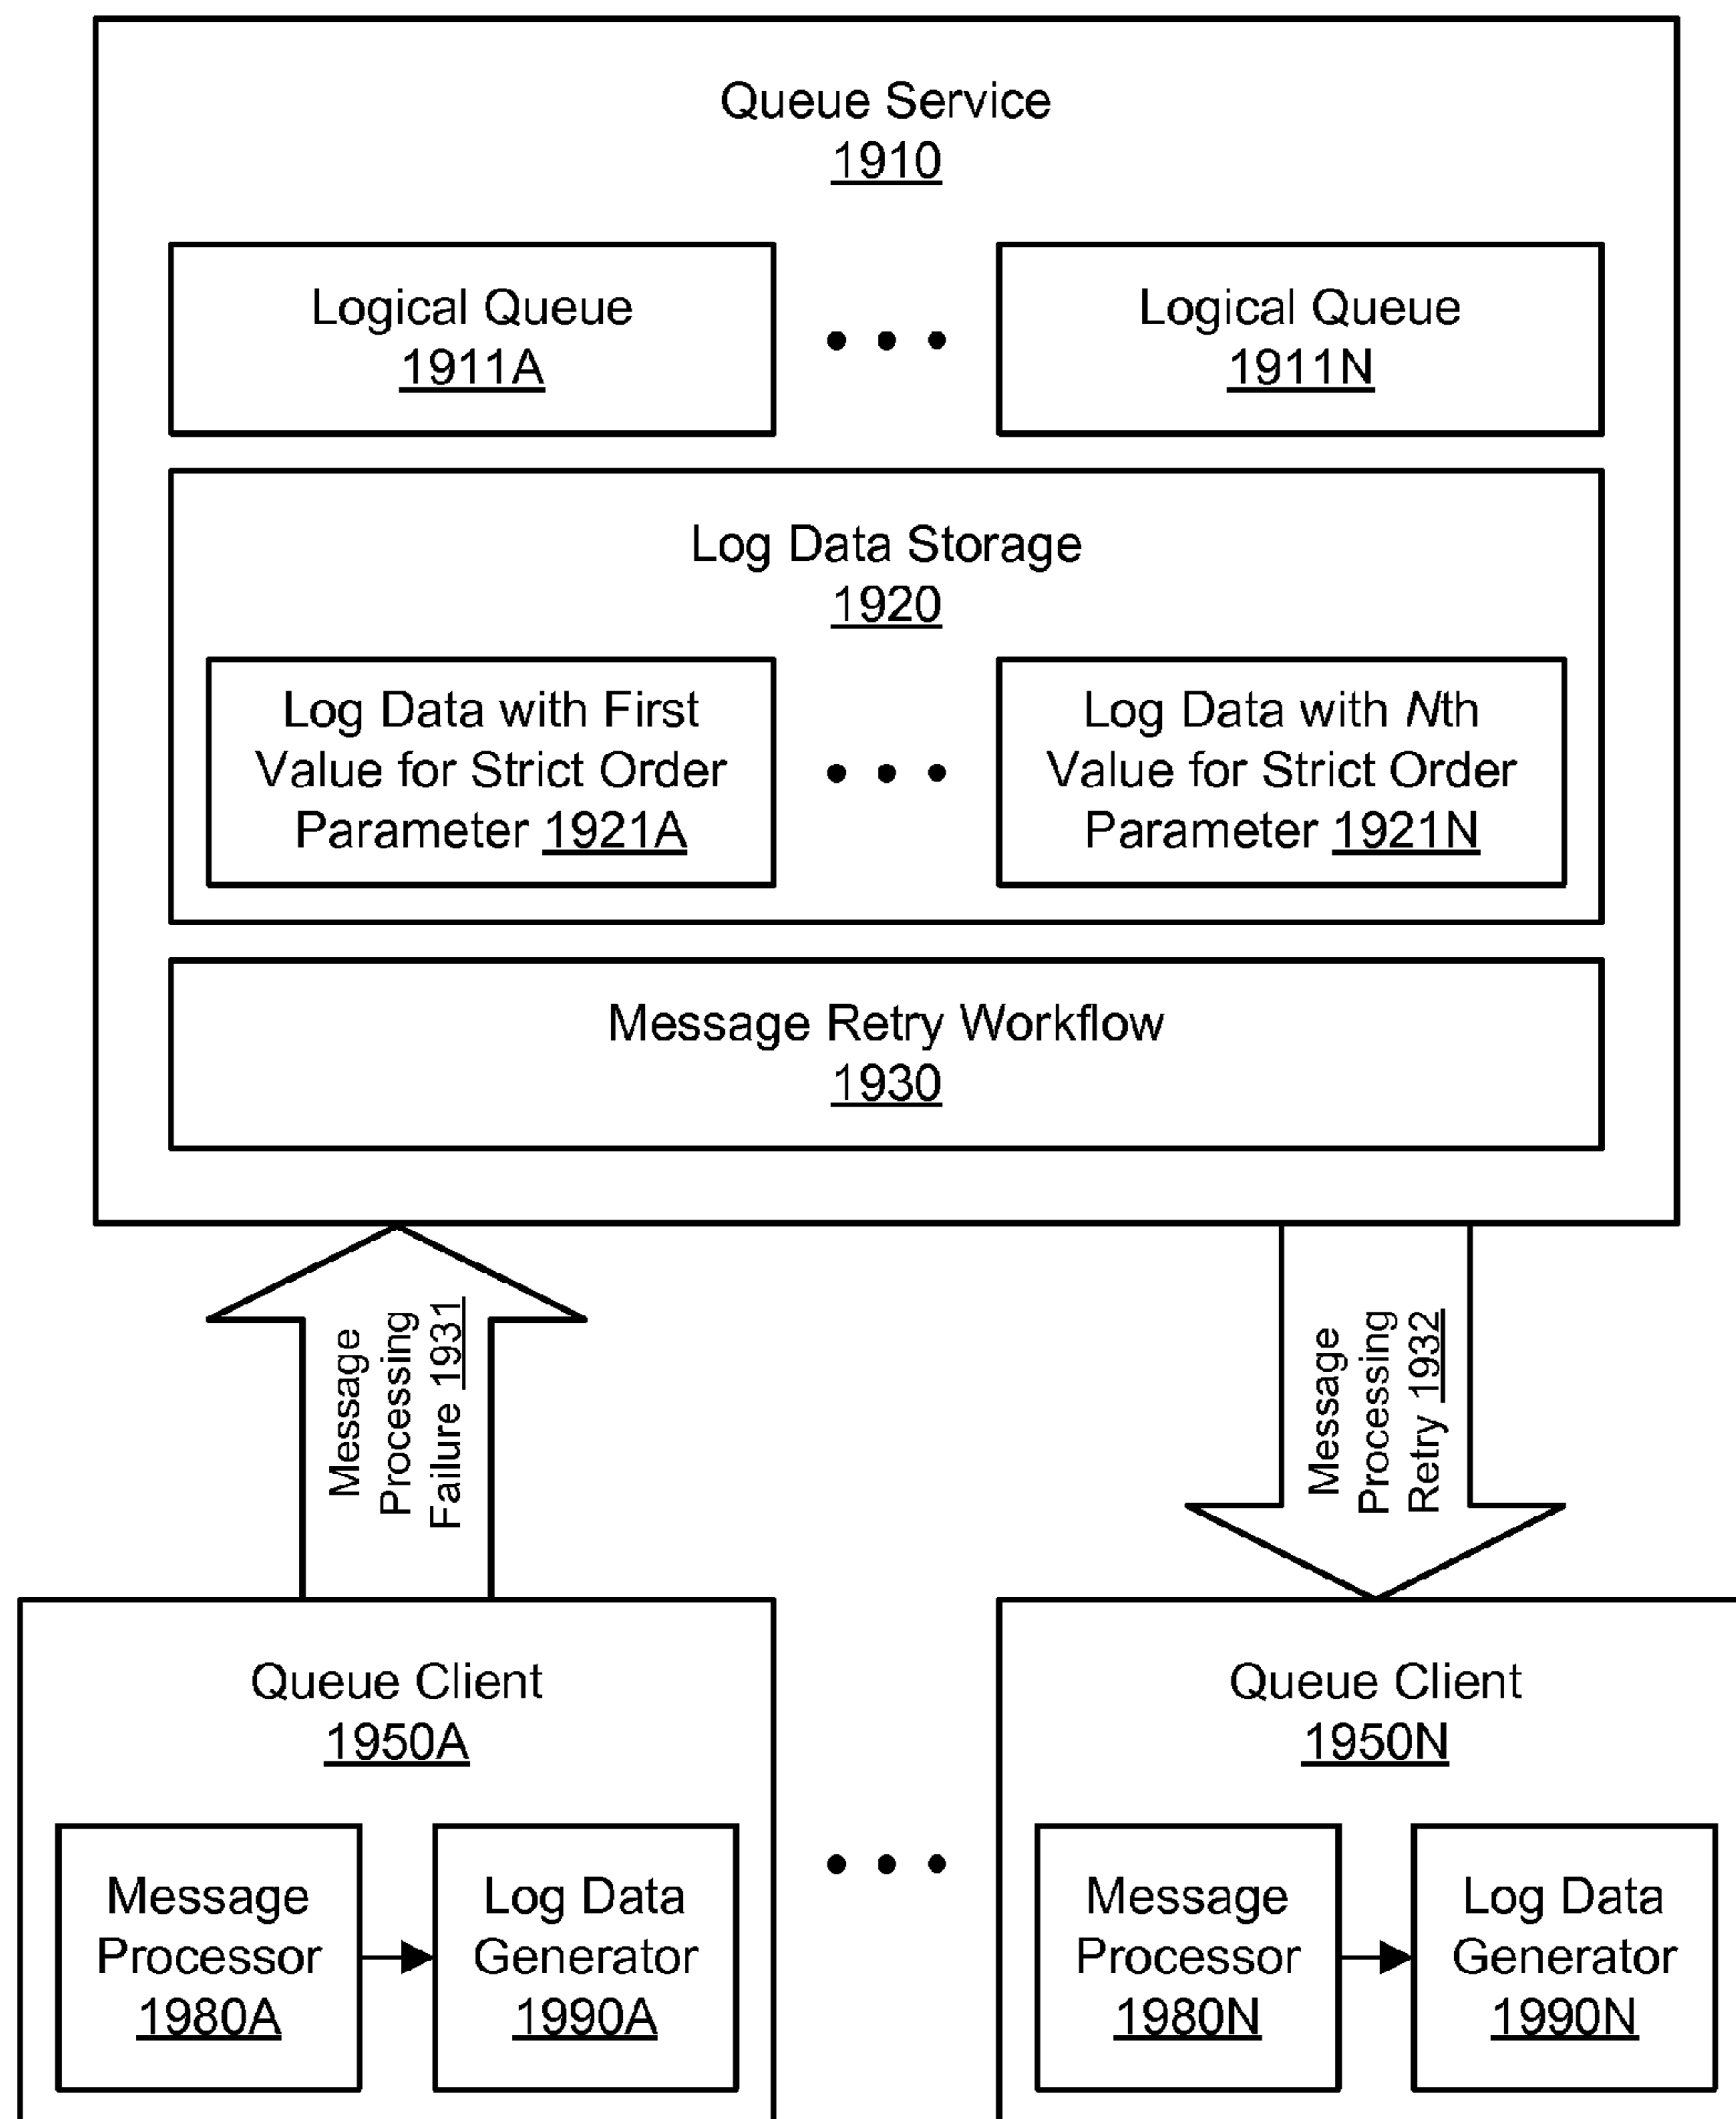 Queue Service
1910
Logical Queue
1911A
Logical Queue
1911N
Log Data Storage
1920
Log Data with First
Value for Strict Order
Parameter 1921A
Log Data with Nth
Value for Strict Order
Parameter 1921N
Message Retry Workflow
1930
Message
Processing
Failure 1931
Message
Processing
Retry 1932
Queue Client
1950A
Message
Processor
1980A
Log Data
Generator
1990A
Queue Client
1950N
Message
Processor
1980N
Log Data
Generator
1990N